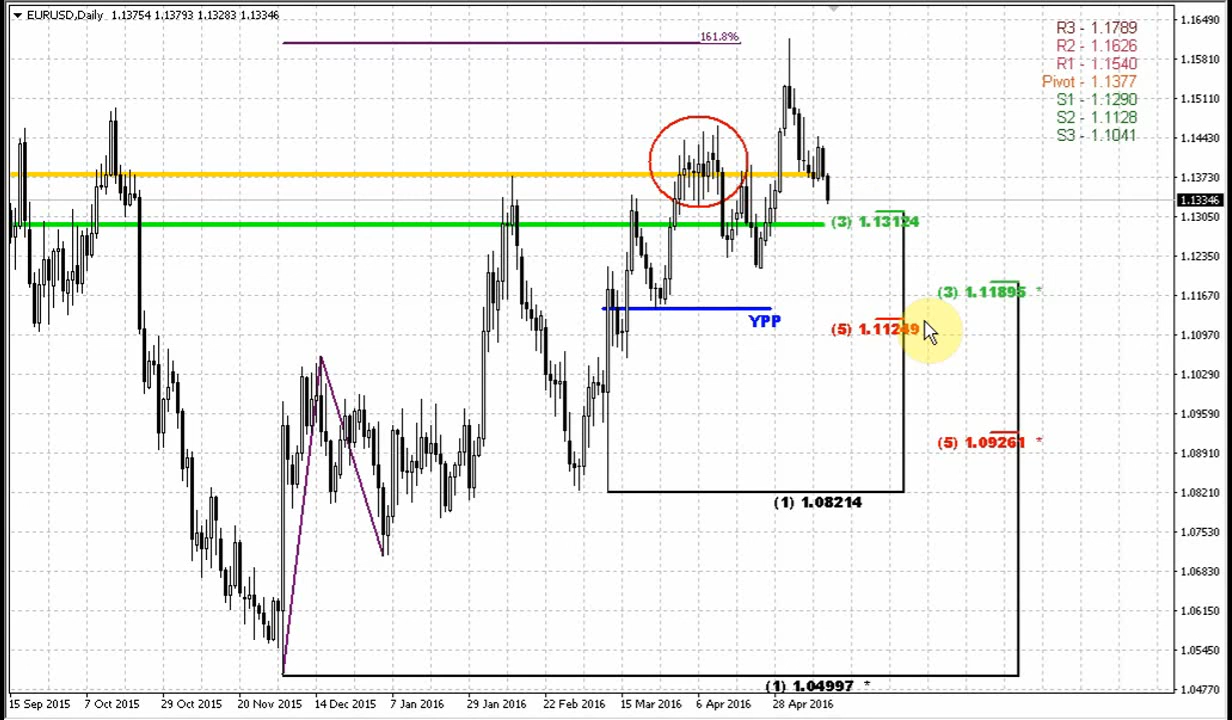 EURUSD,Daily 1.13754 1.13793 1.13283 1.13346
161.8%
R3 - 1.1789
R2 - 1.1626
R1 - 1.1540
Pivot - 1.1377
S1 - 1.1290
S2 - 1.1128
S3 - 1.1041
1.16490
1.15810
1.15110
1.14430
1.13730
1.13346
1.13050
1.12350
1.11670
1.10970
1.10290
1.09590
1.08910
1.08210
1.07530
1.06830
1.06150
1.05450
1.04770
(3) 1.13124
(3) 1.11895 *
YPP
(5) 1.11249
(5) 1.09261 *
(1) 1.08214
(1) 1.04997 *
15 Sep 2015 7 Oct 2015 29 Oct 2015 20 Nov 2015 14 Dec 2015 7 Jan 2016 29 Jan 2016 22 Feb 2016 15 Mar 2016 6 Apr 2016 28 Apr 2016